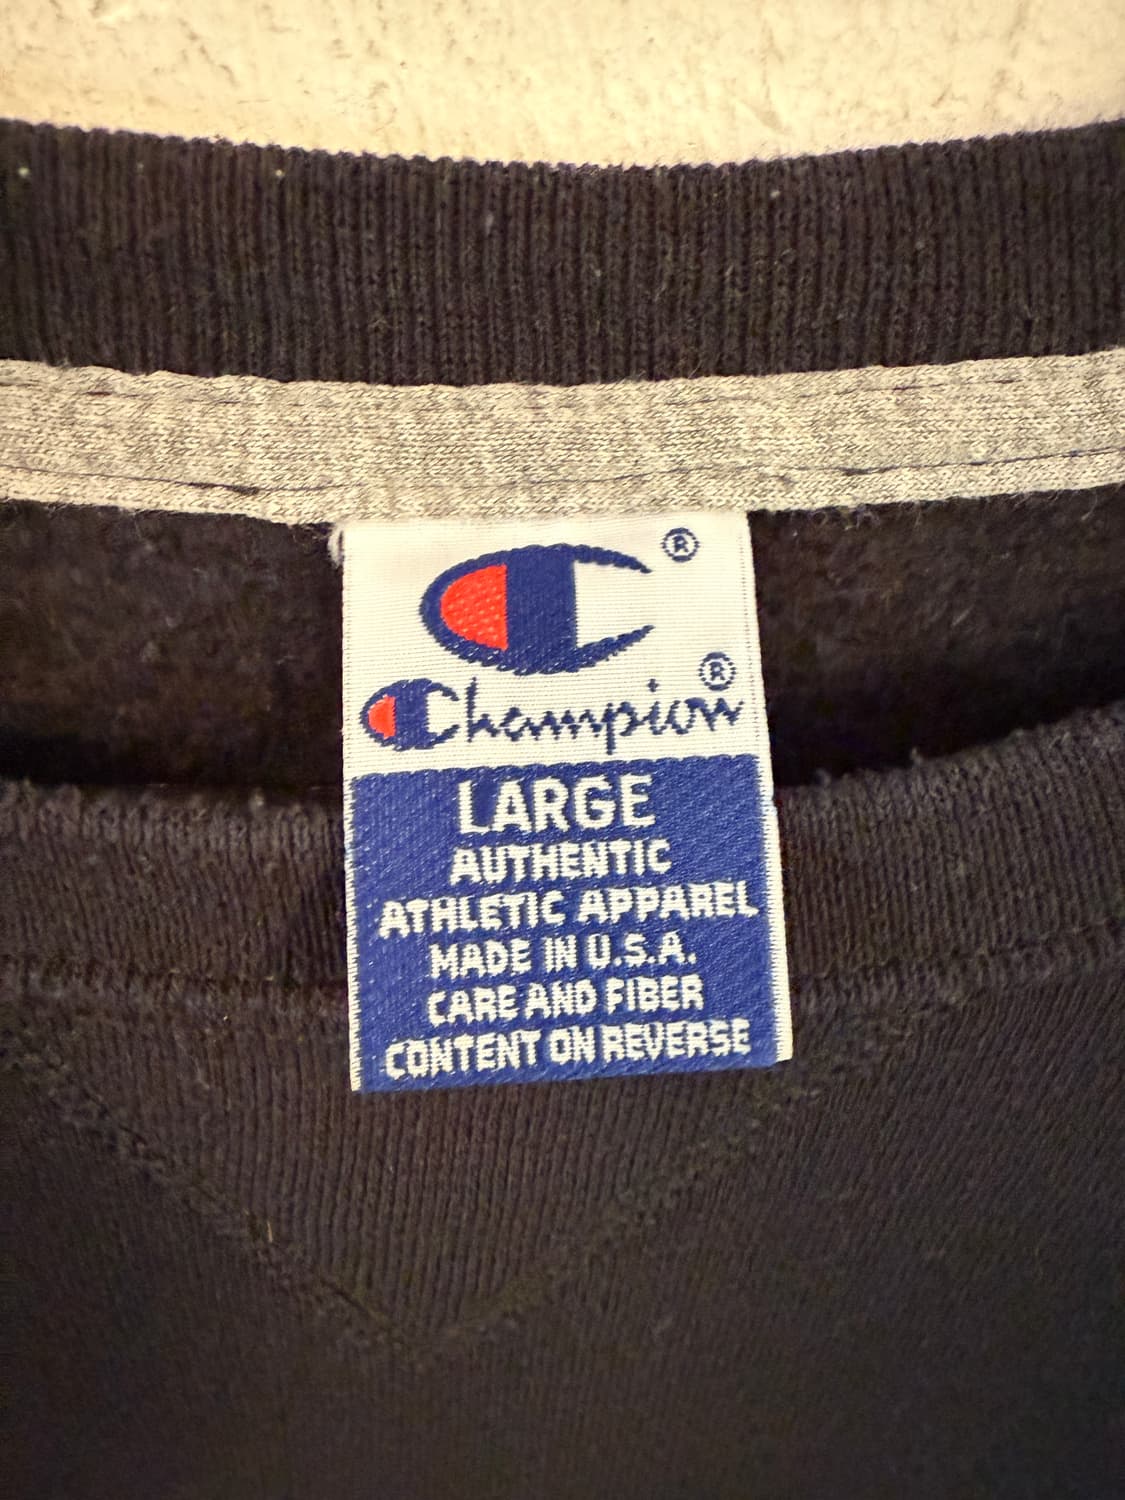 ®
Champion®
LARGE
AUTHENTIC
ATHLETIC APPAREL
MADE IN U.S.A.
CARE AND FIBER
CONTENT ON REVERSE